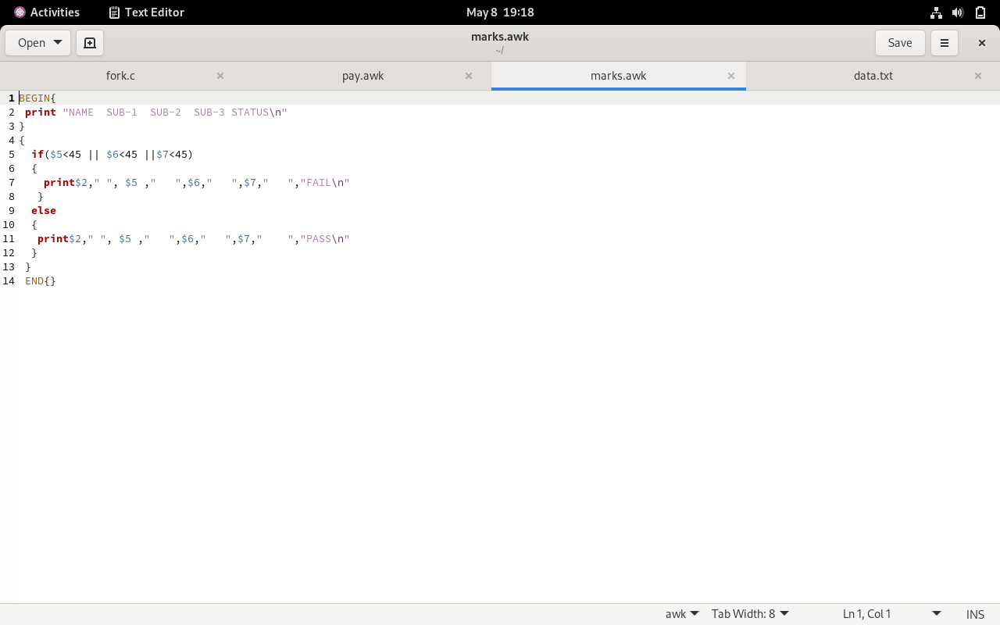 Activities Text Editor May 8 19:18
Open marks.awk Save
~/
fork.c pay.awk marks.awk data.txt
1 BEGIN{
2  print "NAME  SUB-1  SUB-2  SUB-3 STATUS\n"
3 }
4 {
5   if($5<45 || $6<45 ||$7<45)
6   {
7     print$2," ", $5 ,"   ",$6,"   ",$7,"   ","FAIL\n"
8    }
9   else
10   {
11    print$2," ", $5 ,"   ",$6,"   ",$7,"    ","PASS\n"
12   }
13  }
14  END{}
awk Tab Width: 8 Ln 1, Col 1 INS